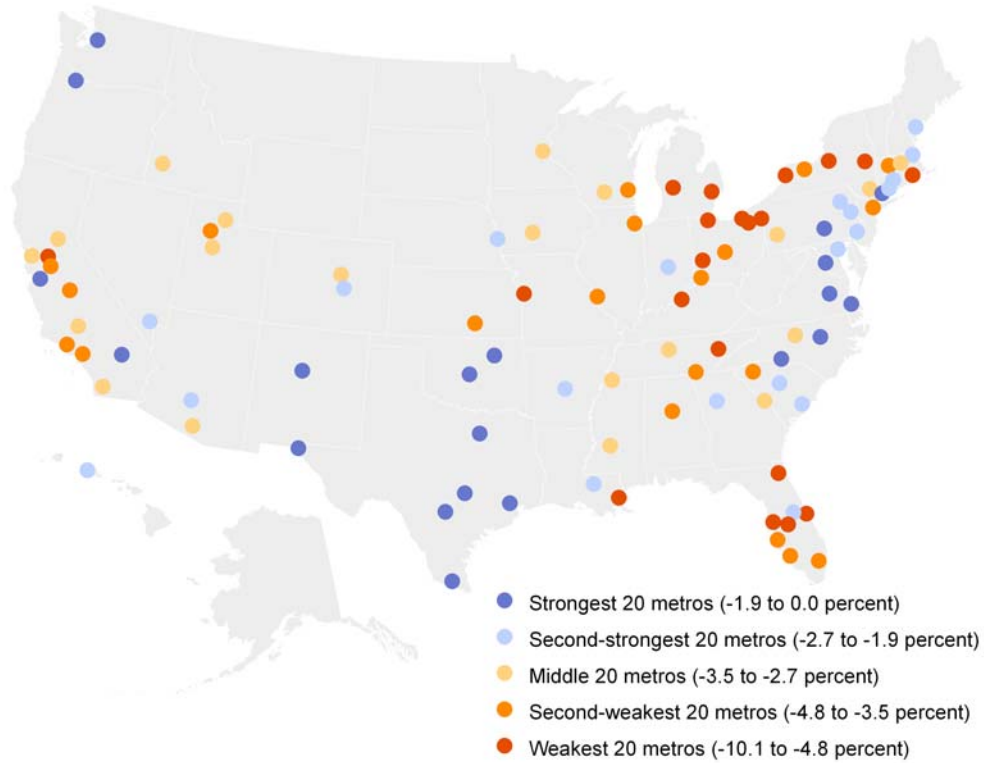 Strongest 20 metros (-1.9 to 0.0 percent)
Second-strongest 20 metros (-2.7 to -1.9 percent)
Middle 20 metros (-3.5 to -2.7 percent)
Second-weakest 20 metros (-4.8 to -3.5 percent)
Weakest 20 metros (-10.1 to -4.8 percent)